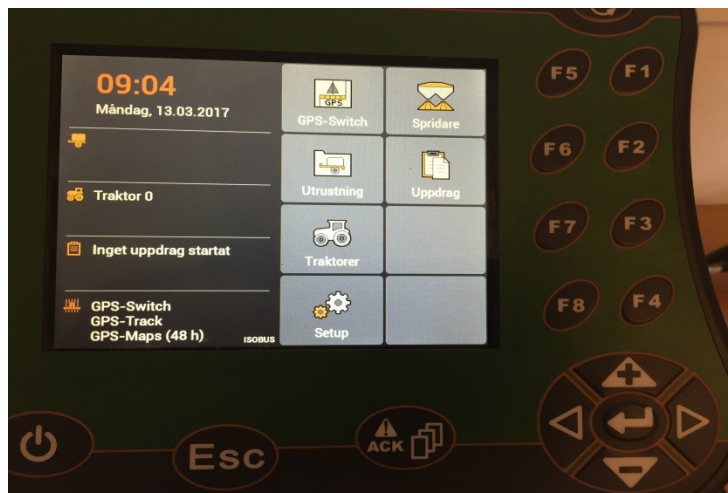 09:04
Måndag, 13.03.2017
Traktor 0
Inget uppdrag startat
GPS-Switch
GPS-Track
GPS-Maps (48 h)
ISOBUS
GPS
GPS-Switch
Spridare
Utrustning
Uppdrag
Traktorer
Setup
F5
F1
F6
F2
F7
F3
F8
F4
Esc
ACK